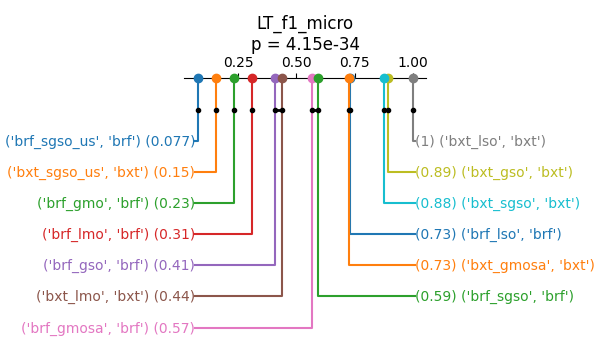 LT_f1_micro
p = 4.15e-34
0.25 0.50 0.75 1.00
('brf_sgso_us', 'brf') (0.077)
(1) ('bxt_lso', 'bxt')
('bxt_sgso_us', 'bxt') (0.15)
(0.89) ('bxt_gso', 'bxt')
('brf_gmo', 'brf') (0.23)
(0.88) ('bxt_sgso', 'bxt')
('brf_lmo', 'brf') (0.31)
(0.73) ('brf_lso', 'brf')
('brf_gso', 'brf') (0.41)
(0.73) ('bxt_gmosa', 'bxt')
('bxt_lmo', 'bxt') (0.44)
(0.59) ('brf_sgso', 'brf')
('brf_gmosa', 'brf') (0.57)